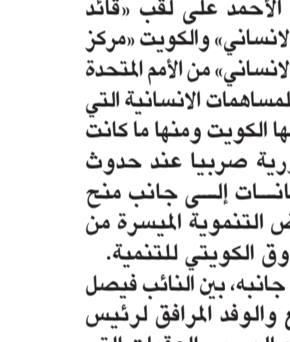 الأحمد على لقب «قائد
لانساني» والكويت «مركز
لانساني» من الأمم المتحدة
لمساهمات الانسانية التي
ها الكويت ومنها ما كانت
رية صربيا عند حدوث
انات إلى جانب منح
ض التنموية الميسرة من
وق الكويتي للتنمية.
جانبه، بين النائب فيصل
ع والوفد المرافق لرئيس